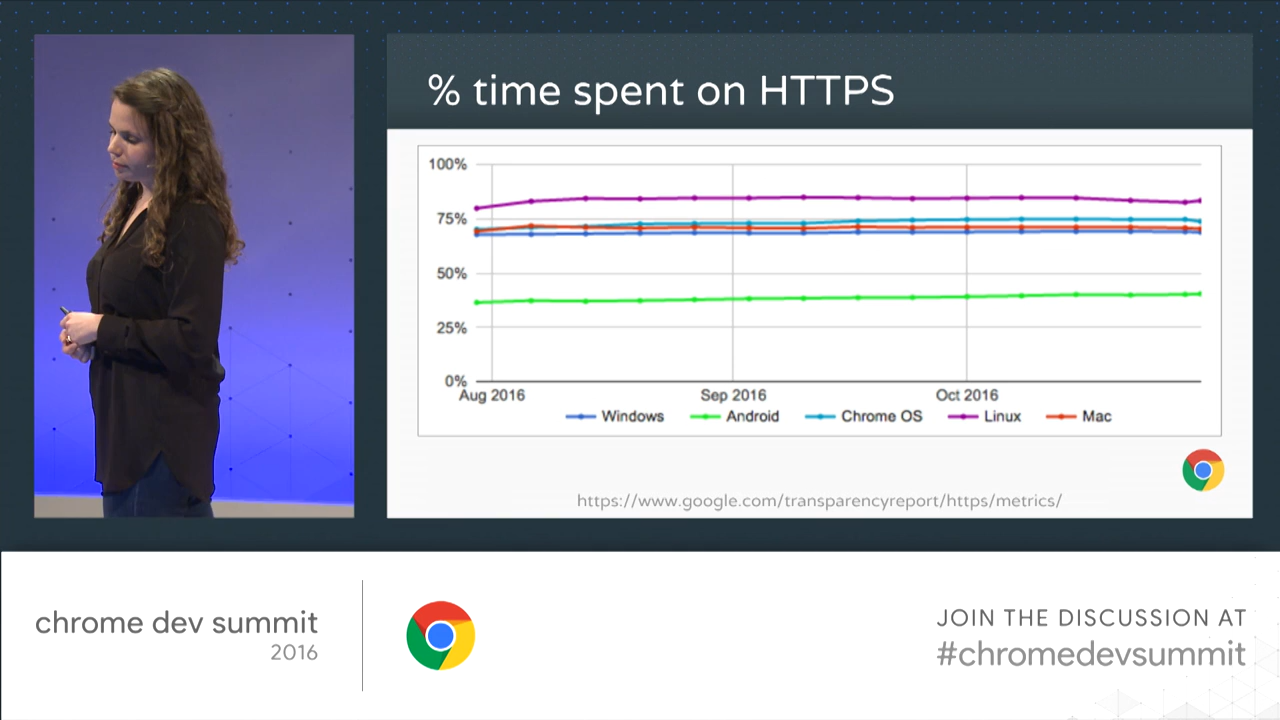 % time spent on HTTPS
100%
75%
50%
25%
0%
Aug 2016 Sep 2016 Oct 2016
Windows Android Chrome OS Linux Mac
https://www.google.com/transparencyreport/https/metrics/
chrome dev summit
2016
JOIN THE DISCUSSION AT
#chromedevsummit